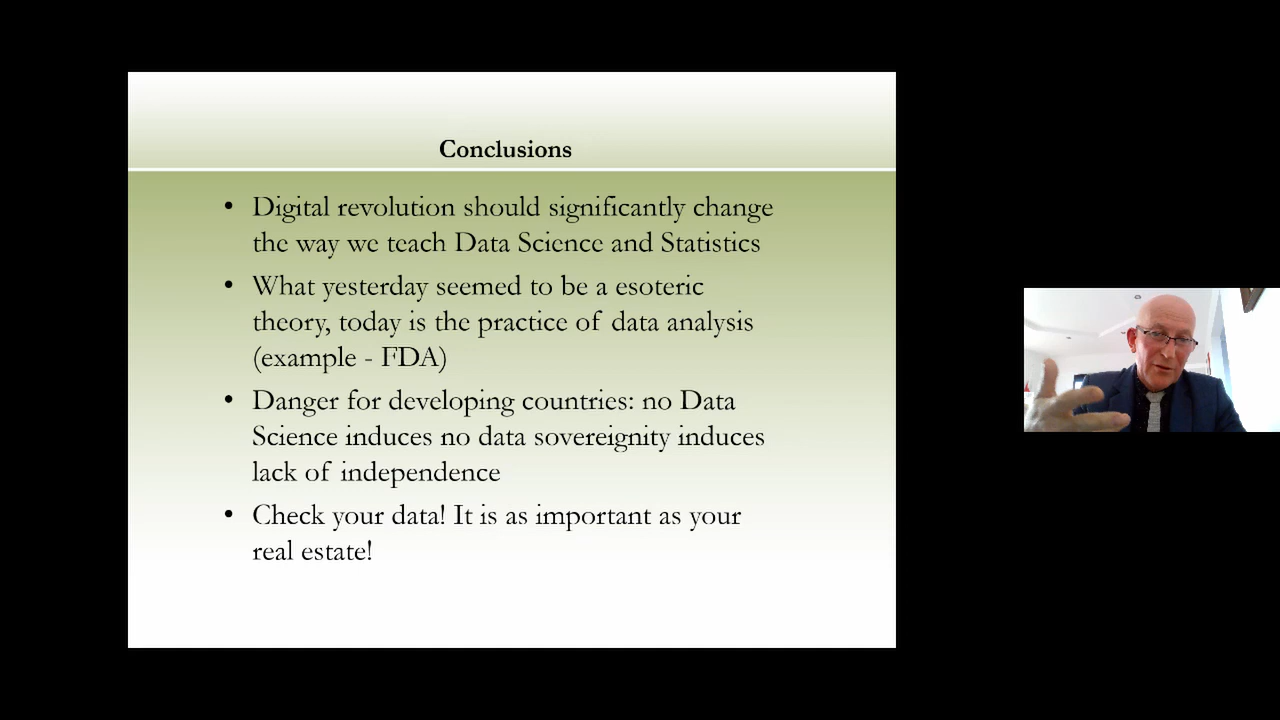 Conclusions
• Digital revolution should significantly change
the way we teach Data Science and Statistics
• What yesterday seemed to be a esoteric
theory, today is the practice of data analysis
(example - FDA)
• Danger for developing countries: no Data
Science induces no data sovereignity induces
lack of independence
• Check your data! It is as important as your
real estate!